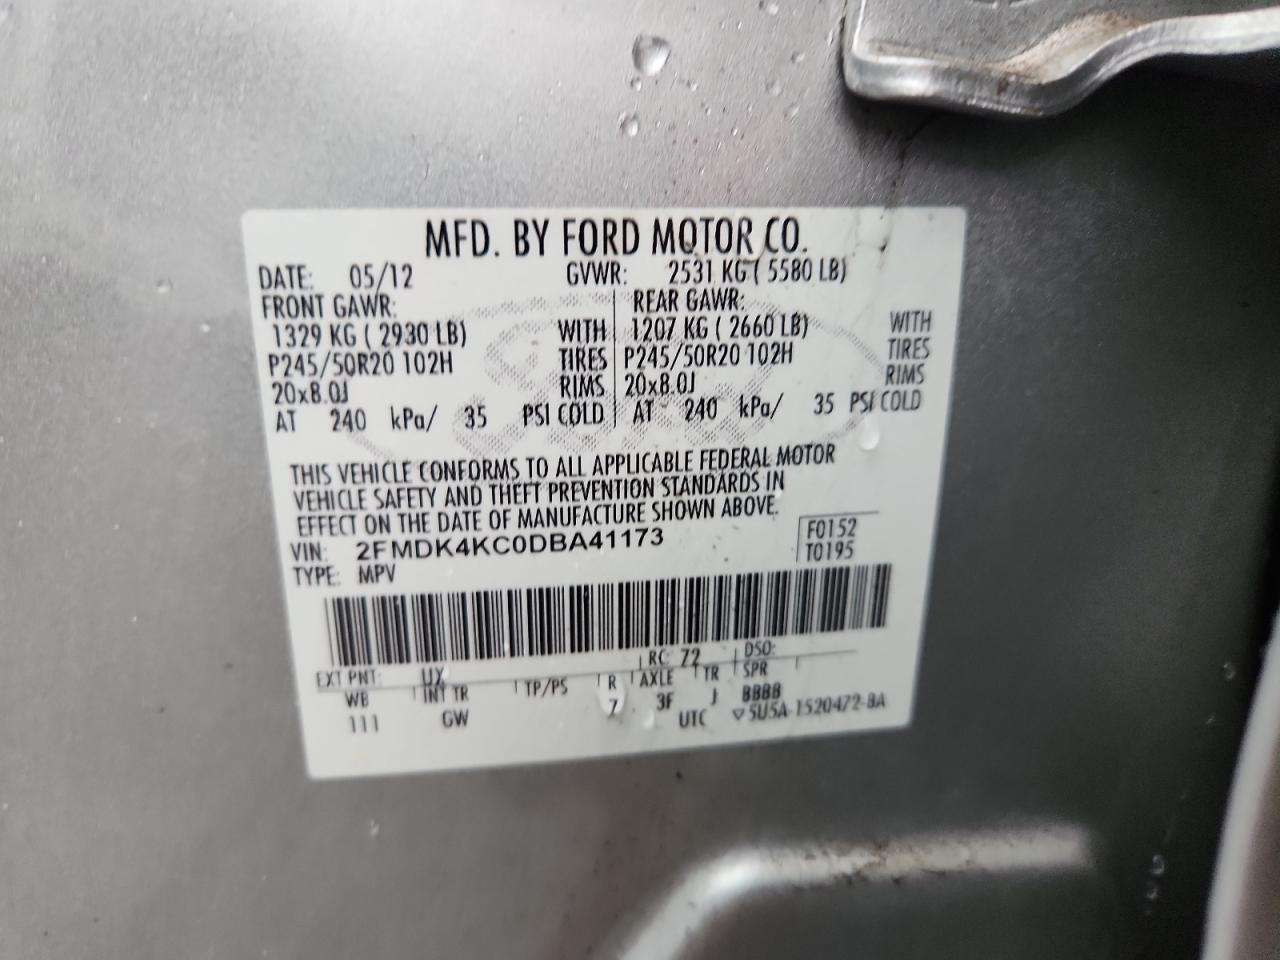 MFD. BY FORD MOTOR CO.
DATE: 05/12 GVWR: 2531 KG ( 5580 LB)
FRONT GAWR: REAR GAWR:
1329 KG ( 2930 LB) WITH 1207 KG ( 2660 LB) WITH
P245/50R20 102H TIRES P245/50R20 102H TIRES
20x8.0J RIMS 20x8.0J RIMS
AT 240 kPa/ 35 PSI COLD AT 240 kPa/ 35 PSI COLD
THIS VEHICLE CONFORMS TO ALL APPLICABLE FEDERAL MOTOR
VEHICLE SAFETY AND THEFT PREVENTION STANDARDS IN
EFFECT ON THE DATE OF MANUFACTURE SHOWN ABOVE.
VIN: 2FMDK4KC0DBA41173 F0152
TYPE: MPV T0195
EXT PNT: UX RC: 72 DSO:
WB INT TR TP/PS R AXLE TR SPR
111 GW 7 3F J BBBB
UTC ▽5U5A-1520472-BA